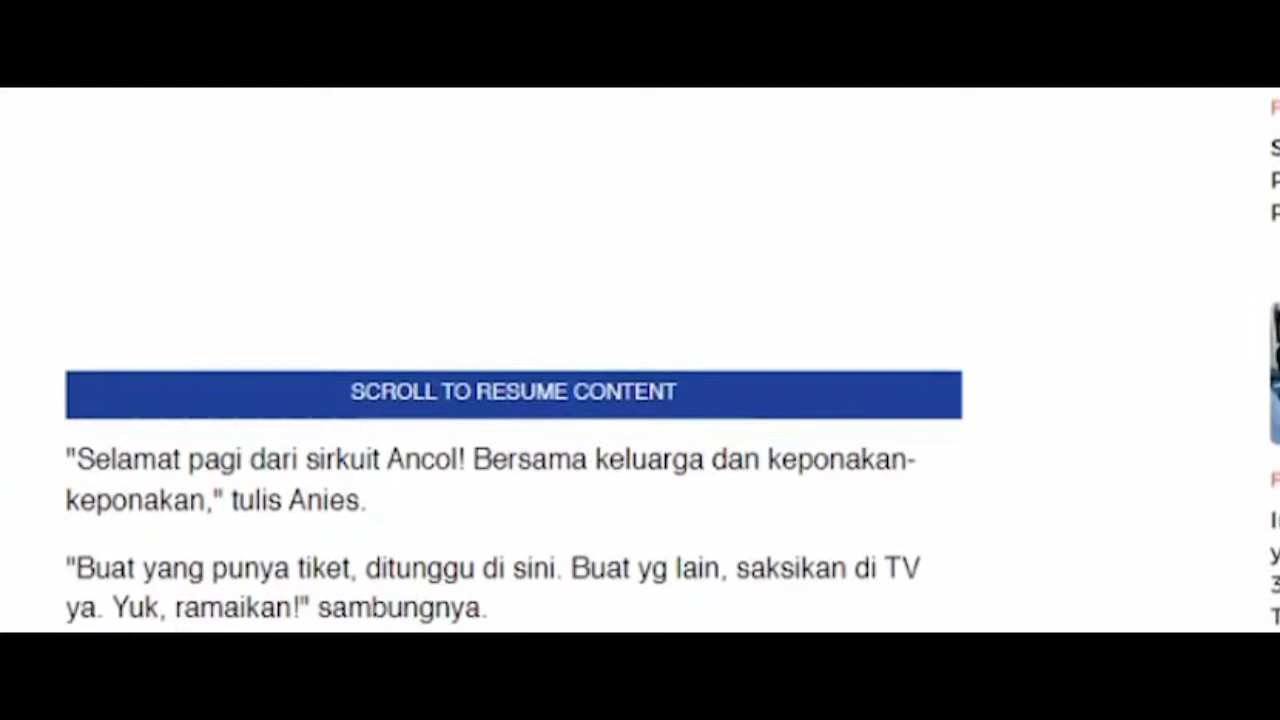 SCROLL TO RESUME CONTENT
"Selamat pagi dari sirkuit Ancol! Bersama keluarga dan keponakan-
keponakan," tulis Anies.
"Buat yang punya tiket, ditunggu di sini. Buat yg lain, saksikan di TV
ya. Yuk, ramaikan!" sambungnya.